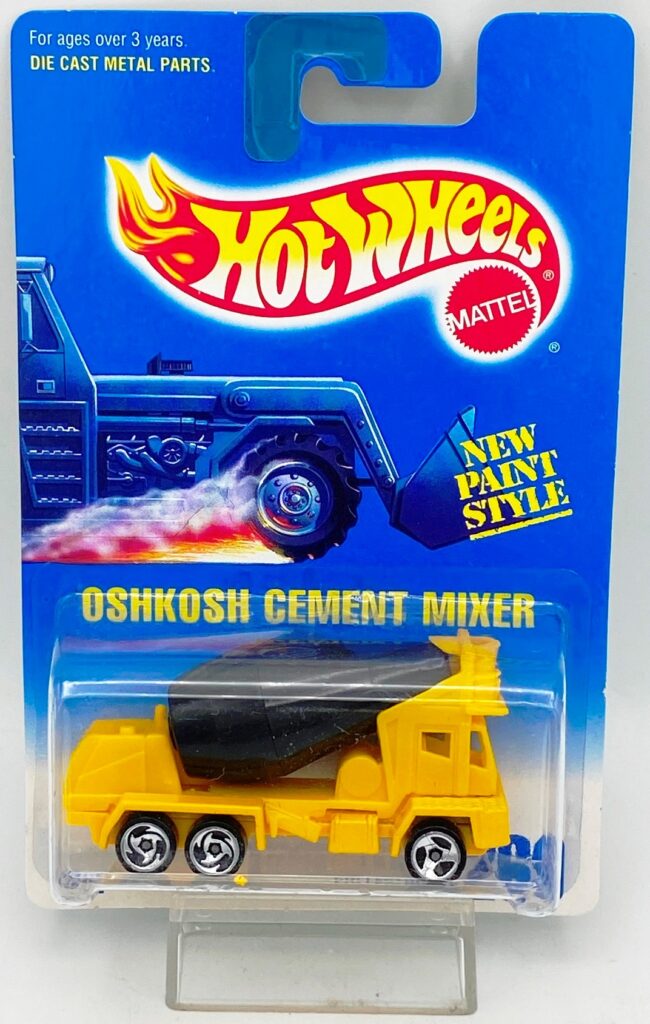 For ages over 3 years.
DIE CAST METAL PARTS.
HOT WHEELS®
MATTEL
®
NEW
PAINT
STYLE
OSHKOSH CEMENT MIXER